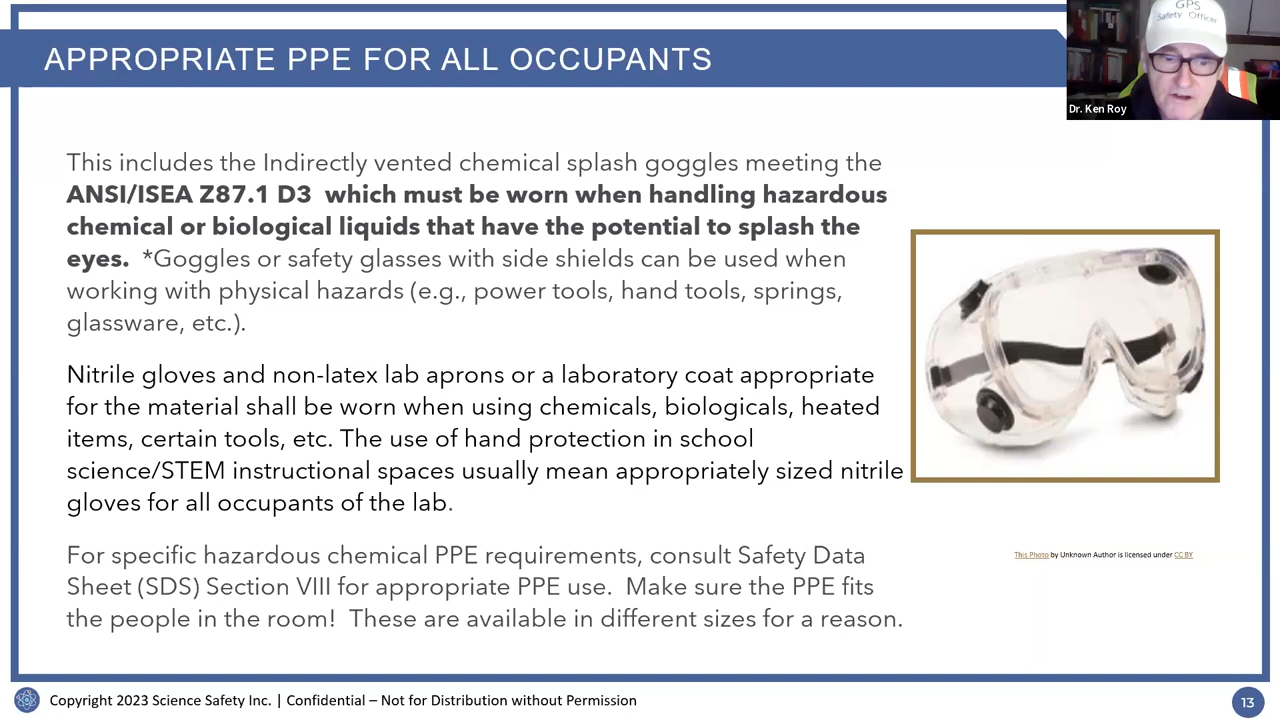 APPROPRIATE PPE FOR ALL OCCUPANTS
GPS
Safety Officer
Dr. Ken Roy
This includes the Indirectly vented chemical splash goggles meeting the
ANSI/ISEA Z87.1 D3  which must be worn when handling hazardous
chemical or biological liquids that have the potential to splash the
eyes.  *Goggles or safety glasses with side shields can be used when
working with physical hazards (e.g., power tools, hand tools, springs,
glassware, etc.).
Nitrile gloves and non-latex lab aprons or a laboratory coat appropriate
for the material shall be worn when using chemicals, biologicals, heated
items, certain tools, etc. The use of hand protection in school
science/STEM instructional spaces usually mean appropriately sized nitrile
gloves for all occupants of the lab.
For specific hazardous chemical PPE requirements, consult Safety Data
Sheet (SDS) Section VIII for appropriate PPE use.  Make sure the PPE fits
the people in the room!  These are available in different sizes for a reason.
This Photo by Unknown Author is licensed under CC BY
Copyright 2023 Science Safety Inc. | Confidential – Not for Distribution without Permission
13